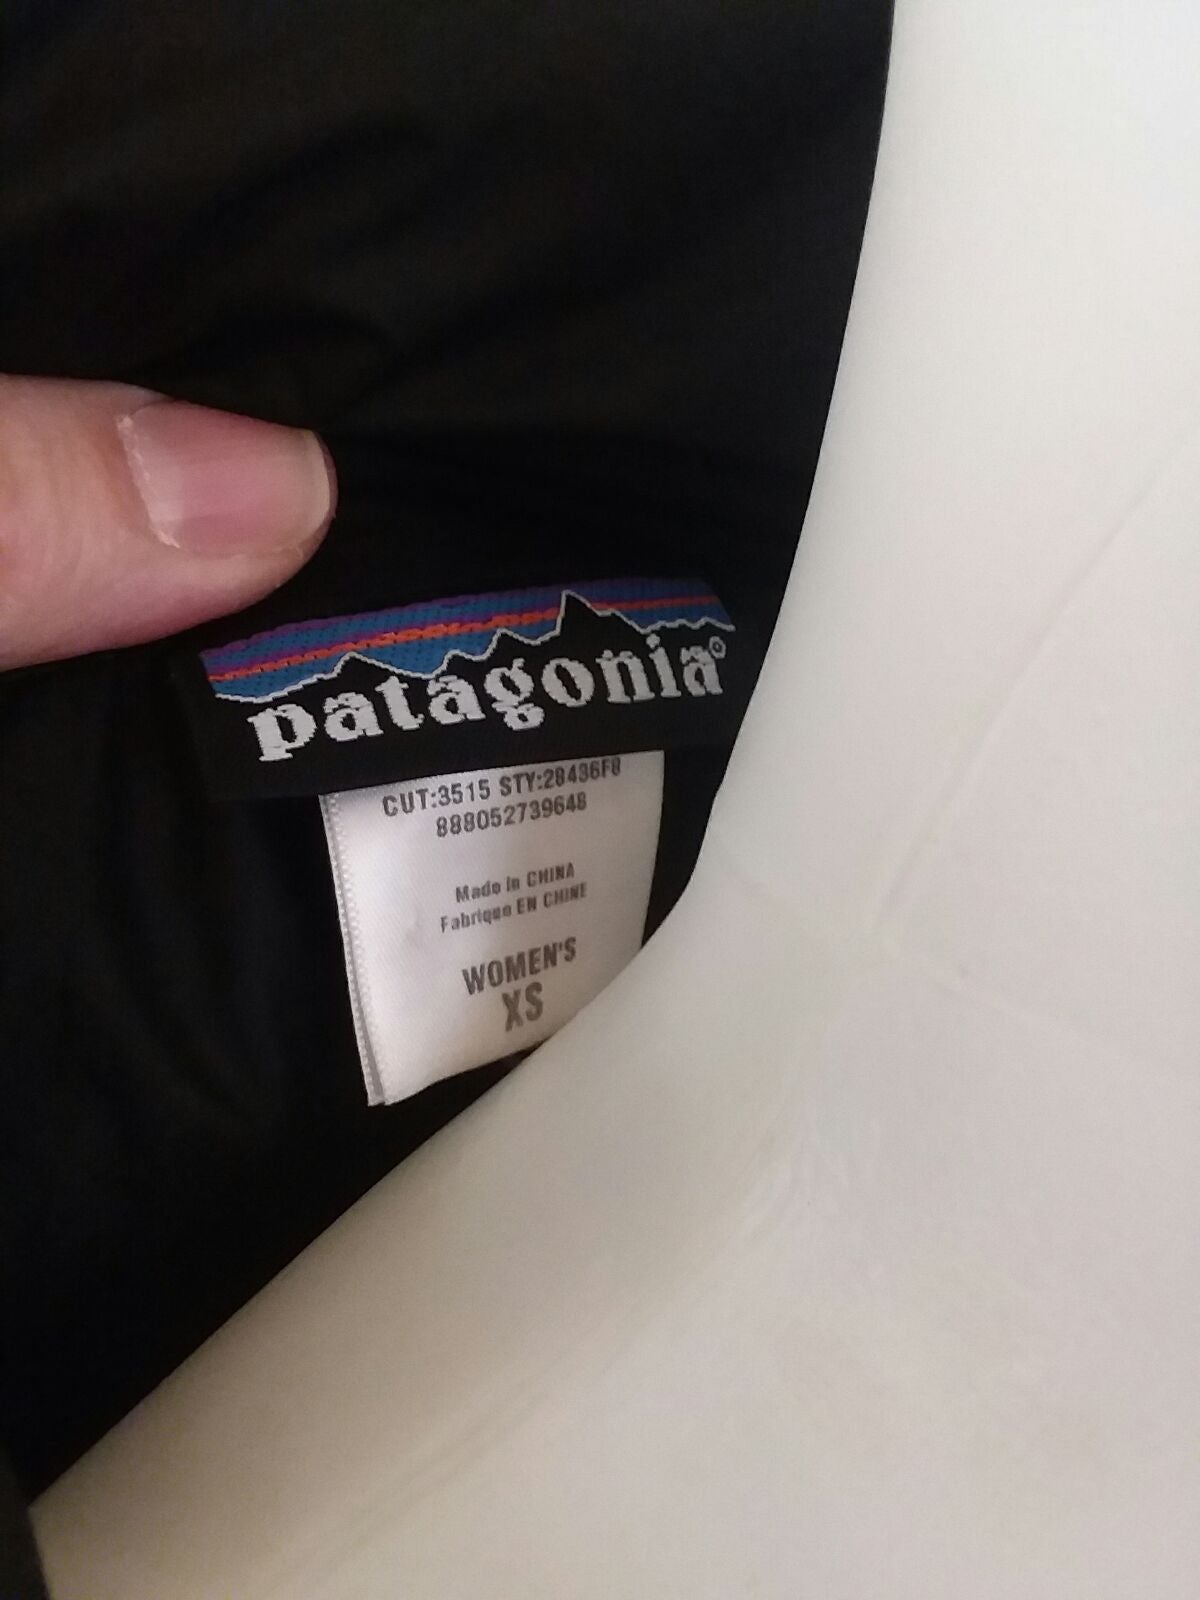 patagonia®
CUT:3515 STY:28436F8
888052739648
Made in CHINA
Fabrique EN CHINE
WOMEN'S
XS